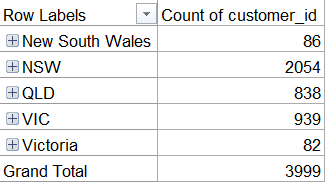 Row Labels Count of customer_id
New South Wales 86
NSW 2054
QLD 838
VIC 939
Victoria 82
Grand Total 3999